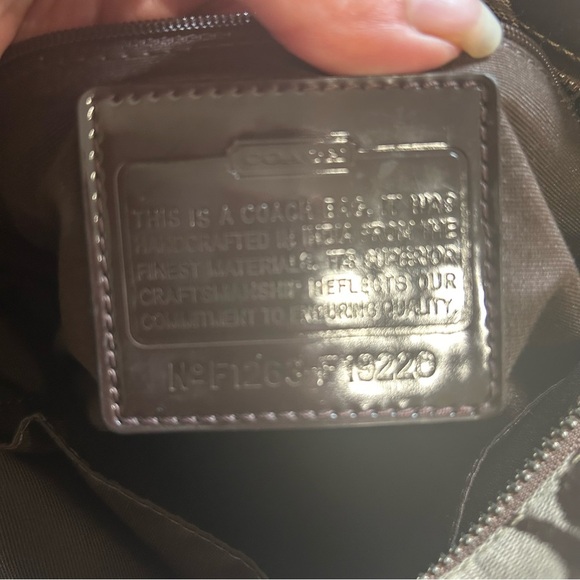 COACH
THIS IS A COACH BAG. IT WAS
HANDCRAFTED IN INDIA FROM THE
FINEST MATERIALS. ITS SUPERIOR
CRAFTSMANSHIP REFLECTS OUR
COMMITMENT TO ENDURING QUALITY.
No F1263-F19220